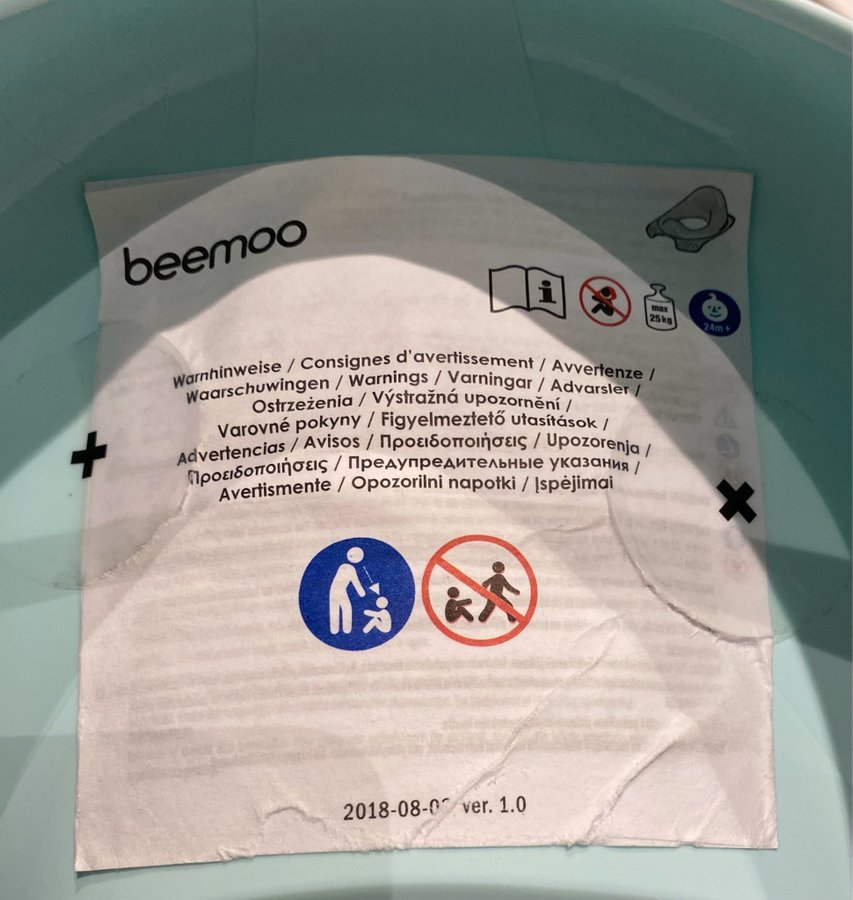 beemoo
i
max
25kg
24m+
Warnhinweise / Consignes d'avertissement / Avvertenze /
Waarschuwingen / Warnings / Varningar / Advarsler /
Ostrzeżenia / Výstražná upozornění /
Varovné pokyny / Figyelmeztető utasítások /
Advertencias / Avisos / Προειδοποιήσεις / Upozorenja /
Προειδοποιήσεις / Предупредительные указания /
Avertismente / Opozorilni napotki / Įspėjimai
ver. 1.0